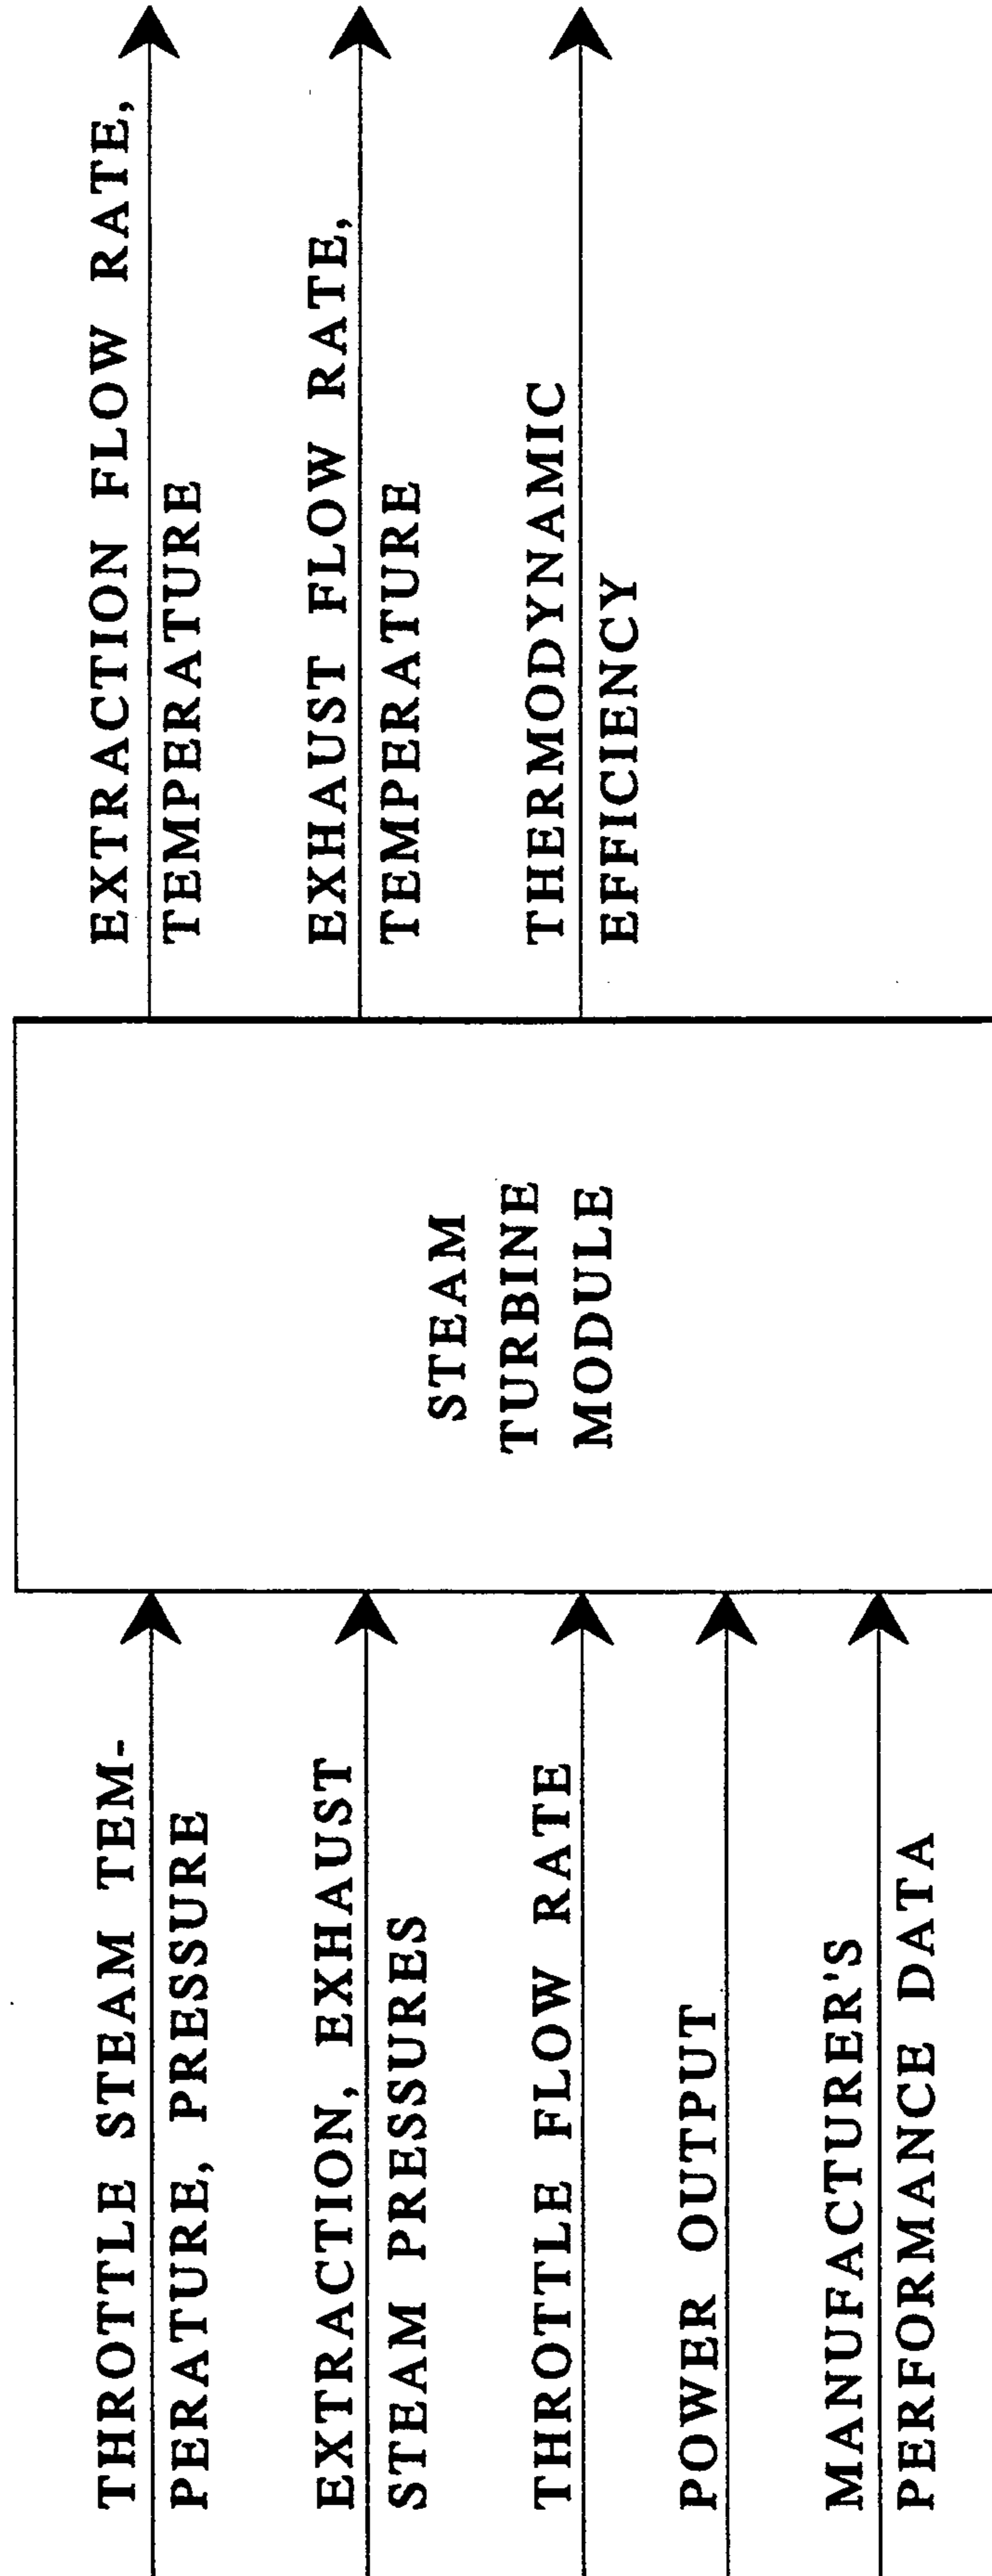 THROTTLE STEAM TEM-
PERATURE, PRESSURE
EXTRACTION, EXHAUST
STEAM PRESSURES
THROTTLE FLOW RATE
POWER OUTPUT
MANUFACTURER'S
PERFORMANCE DATA
STEAM
TURBINE
MODULE
EXTRACTION FLOW RATE,
TEMPERATURE
EXHAUST FLOW RATE,
TEMPERATURE
THERMODYNAMIC
EFFICIENCY